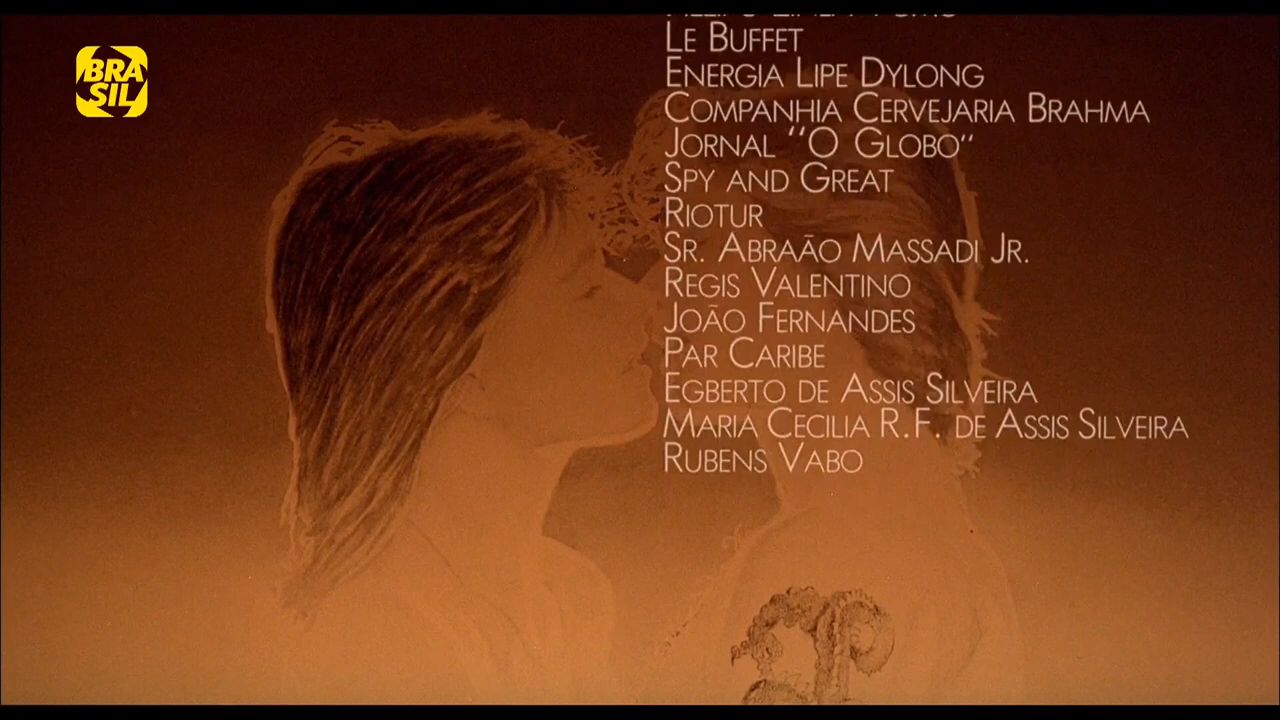 BRA
SIL
LE BUFFET
ENERGIA LIPE DYLONG
COMPANHIA CERVEJARIA BRAHMA
JORNAL “O GLOBO”
SPY AND GREAT
RIOTUR
SR. ABRAÃO MASSADI JR.
REGIS VALENTINO
JOÃO FERNANDES
PAR CARIBE
EGBERTO DE ASSIS SILVEIRA
MARIA CECILIA R.F. DE ASSIS SILVEIRA
RUBENS VABO